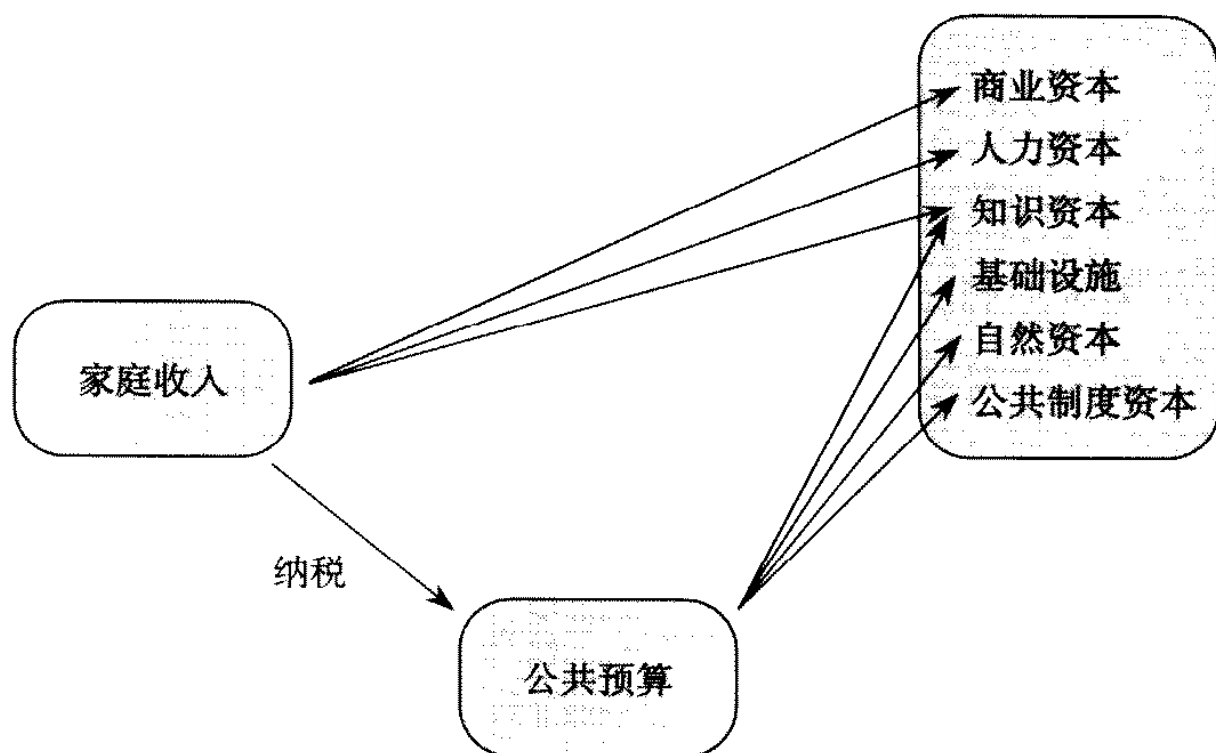 商业资本
人力资本
知识资本
基础设施
自然资本
公共制度资本
家庭收入
纳税
公共预算